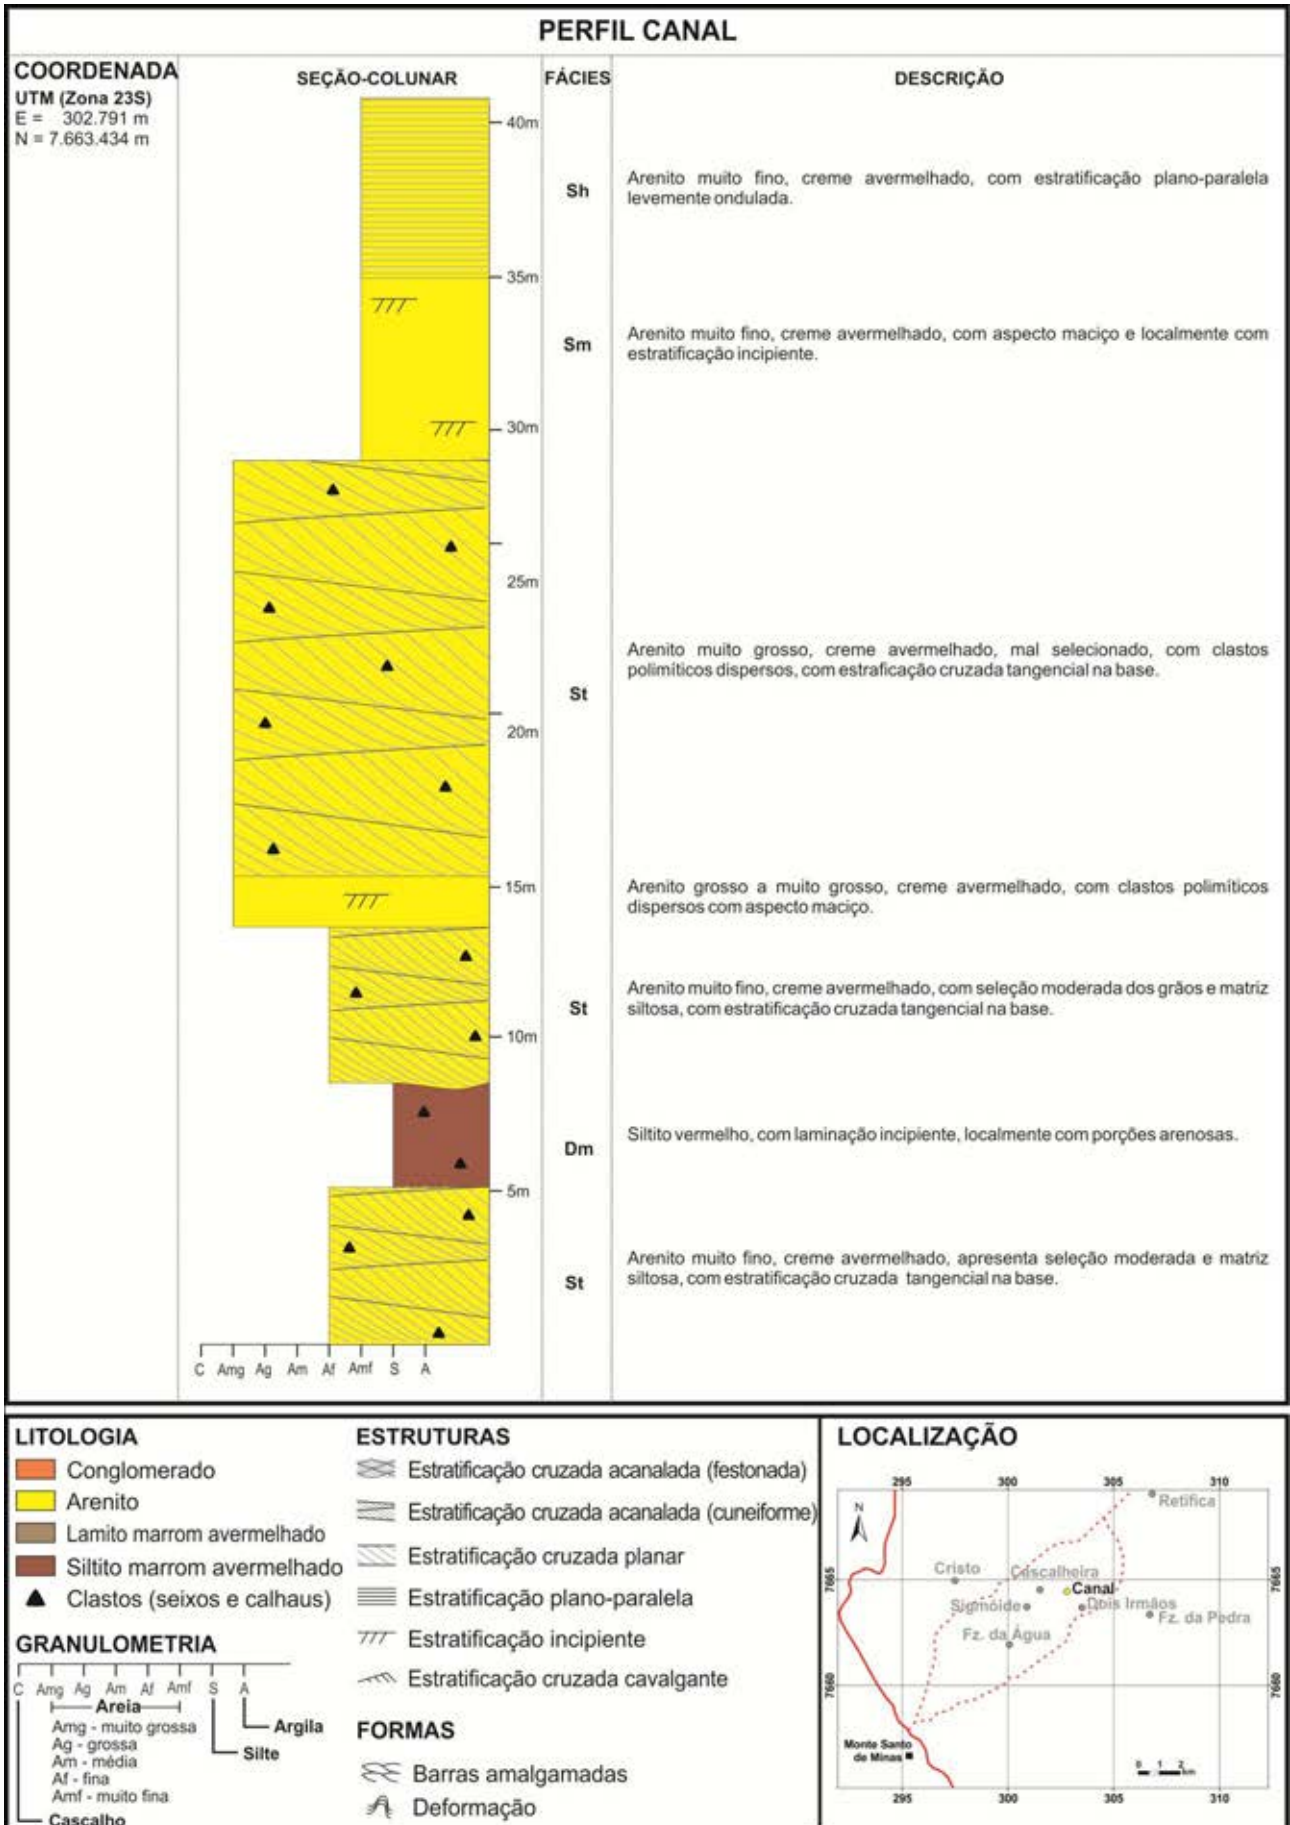 PERFIL CANAL
COORDENADA
UTM (Zona 23S)
E = 302.791 m
N = 7.663.434 m
SEÇÃO-COLUNAR
FÁCIES
DESCRIÇÃO
40m
Sh
Arenito muito fino, creme avermelhado, com estratificação plano-paralela
levemente ondulada.
35m
Sm
Arenito muito fino, creme avermelhado, com aspecto maciço e localmente com
estratificação incipiente.
30m
25m
St
Arenito muito grosso, creme avermelhado, mal selecionado, com clastos
polimíticos dispersos, com estraficação cruzada tangencial na base.
20m
15m
Arenito grosso a muito grosso, creme avermelhado, com clastos polimíticos
dispersos com aspecto maciço.
St
Arenito muito fino, creme avermelhado, com seleção moderada dos grãos e matriz
siltosa, com estratificação cruzada tangencial na base.
10m
Dm
Siltito vermelho, com laminação incipiente, localmente com porções arenosas.
5m
St
Arenito muito fino, creme avermelhado, apresenta seleção moderada e matriz
siltosa, com estratificação cruzada tangencial na base.
C Amg Ag Am Af Amf S A
LITOLOGIA
Conglomerado
Arenito
Lamito marrom avermelhado
Siltito marrom avermelhado
Clastos (seixos e calhaus)
GRANULOMETRIA
C Amg Ag Am Af Amf S A
Areia
Amg - muito grossa
Ag - grossa
Am - média
Af - fina
Amf - muito fina
Argila
Silte
Cascalho
ESTRUTURAS
Estratificação cruzada acanalada (festonada)
Estratificação cruzada acanalada (cuneiforme)
Estratificação cruzada planar
Estratificação plano-paralela
Estratificação incipiente
Estratificação cruzada cavalgante
FORMAS
Barras amalgamadas
Deformação
LOCALIZAÇÃO
295 300 305 310
N
Retífica
7665
7665
Cristo
Cascalheira
Canal
Sigmóide
Dois Irmãos
Fz. da Pedra
Fz. da Água
7660
7660
Monte Santo
de Minas
0 1 2
km
295 300 305 310